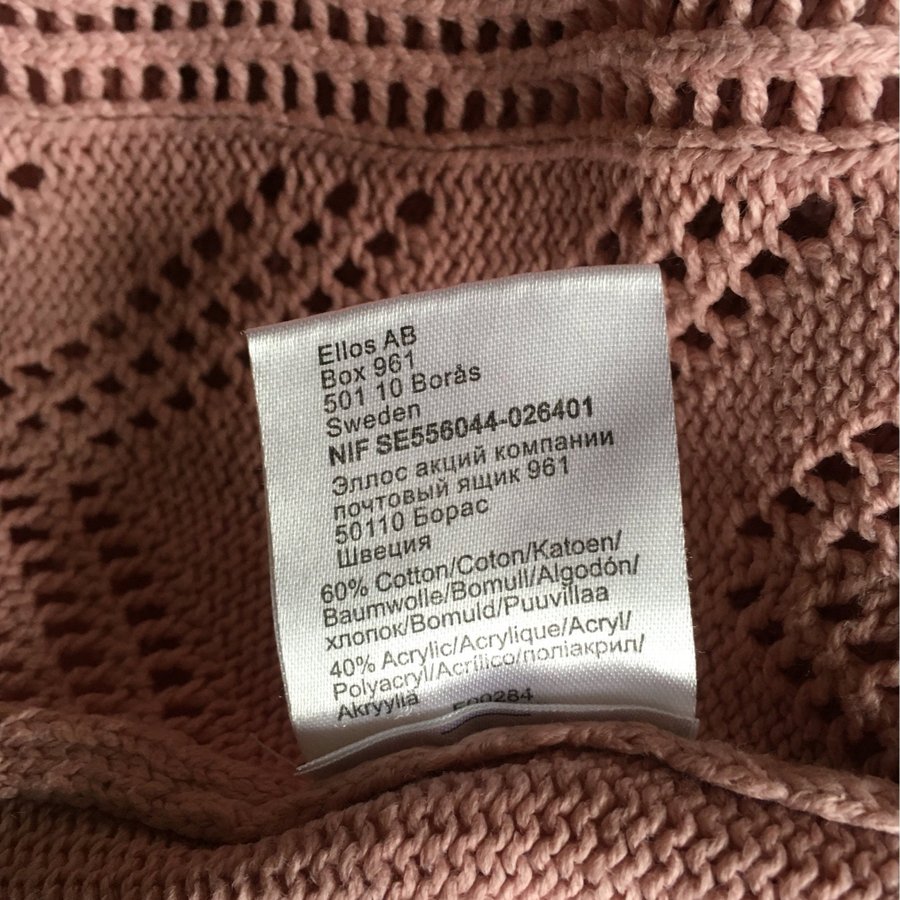 Ellos AB
Box 961
501 10 Borås
Sweden
NIF SE556044-026401
Эллос акций компании
почтовый ящик 961
50110 Борас
Швеция
60% Cotton/Coton/Katoen/
Baumwolle/Bomull/Algodón/
хлопок/Bomuld/Puuvillaa
40% Acrylic/Acrylique/Acryl/
Polyacryl/Acrílico/поліакрил/
Akryyliä